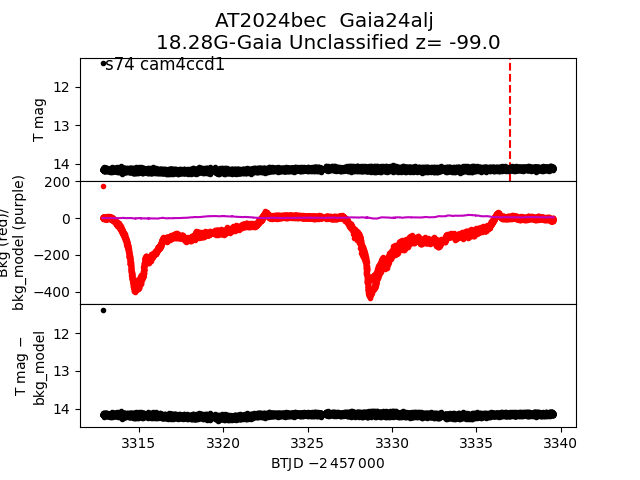 AT2024bec Gaia24alj
18.28G-Gaia Unclassified z= -99.0
s74 cam4ccd1
T mag
12
13
14
Bkg (red)/
bkg_model (purple)
200
0
−200
−400
T mag −
bkg_model
12
13
14
3315 3320 3325 3330 3335 3340
BTJD −2 457 000